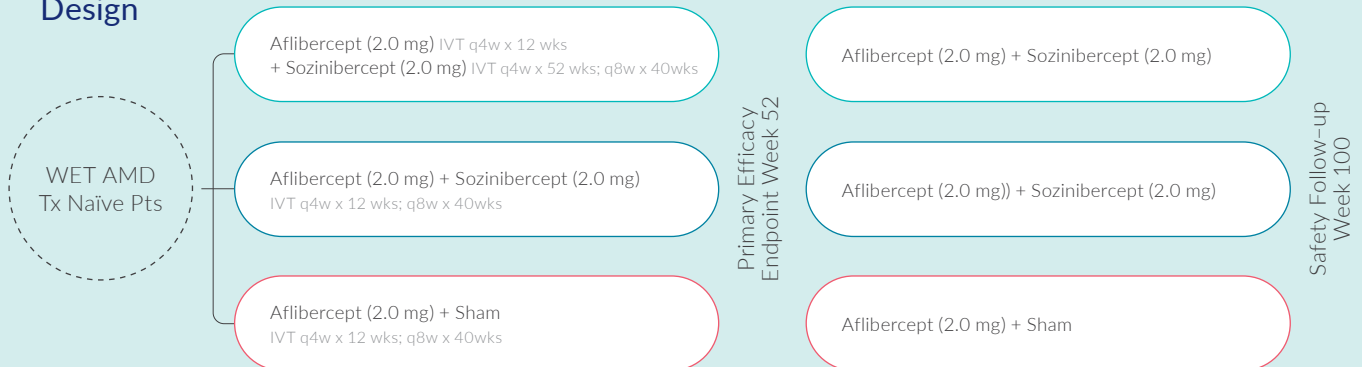 Design
WET AMD
Tx Naïve Pts
Aflibercept (2.0 mg) IVT q4w x 12 wks
+ Sozinibercept (2.0 mg) IVT q4w x 52 wks; q8w x 40wks
Aflibercept (2.0 mg) + Sozinibercept (2.0 mg)
IVT q4w x 12 wks; q8w x 40wks
Aflibercept (2.0 mg) + Sham
IVT q4w x 12 wks; q8w x 40wks
Primary Efficacy
Endpoint Week 52
Aflibercept (2.0 mg) + Sozinibercept (2.0 mg)
Aflibercept (2.0 mg)) + Sozinibercept (2.0 mg)
Aflibercept (2.0 mg) + Sham
Safety Follow-up
Week 100